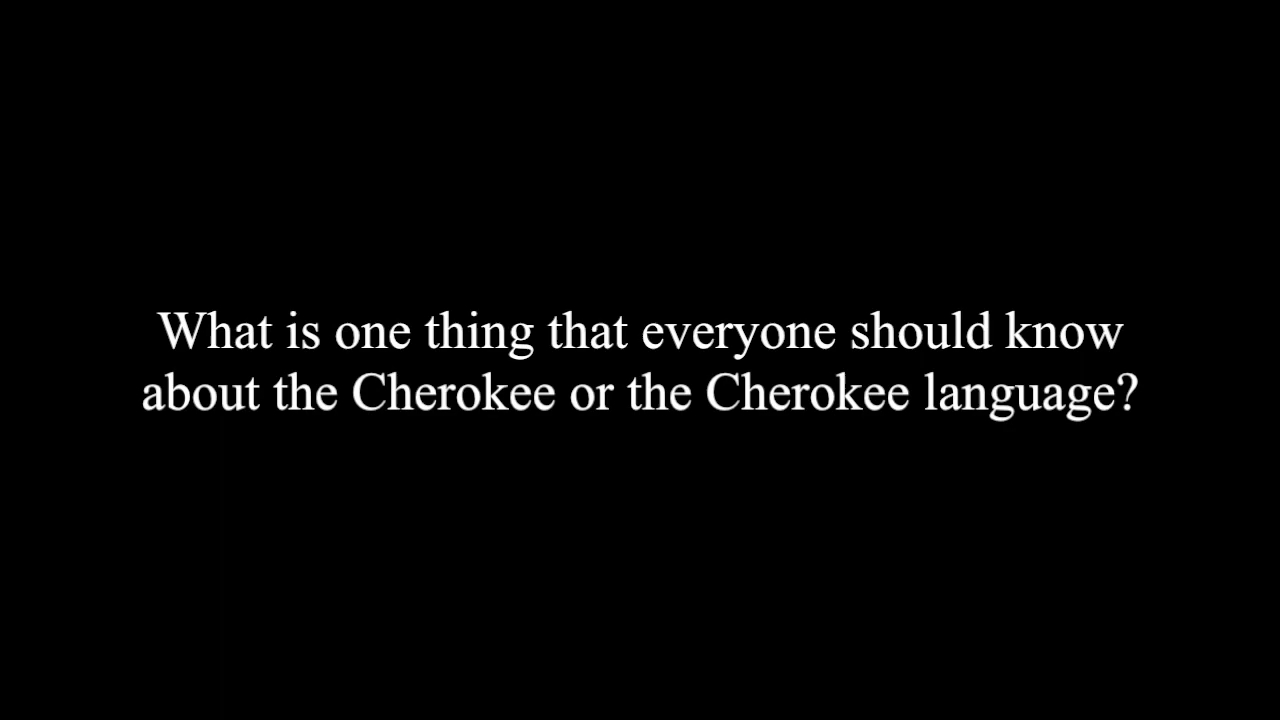 What is one thing that everyone should know
about the Cherokee or the Cherokee language?